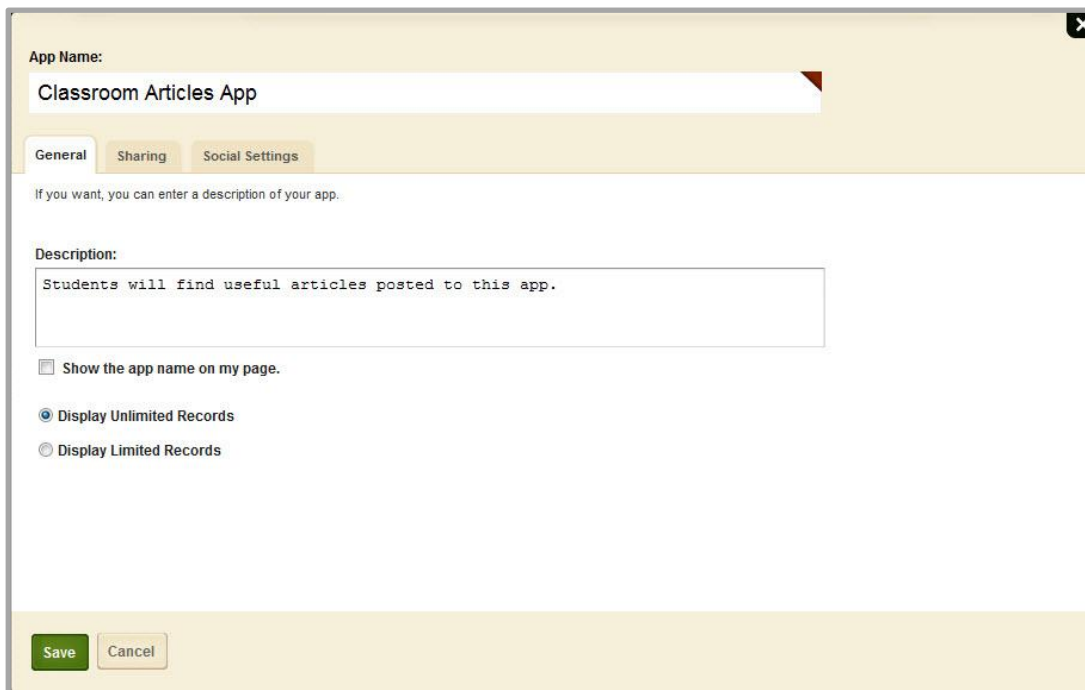 App Name:
Classroom Articles App
General Sharing Social Settings
If you want, you can enter a description of your app.
Description:
Students will find useful articles posted to this app.
Show the app name on my page.
Display Unlimited Records
Display Limited Records
Save Cancel